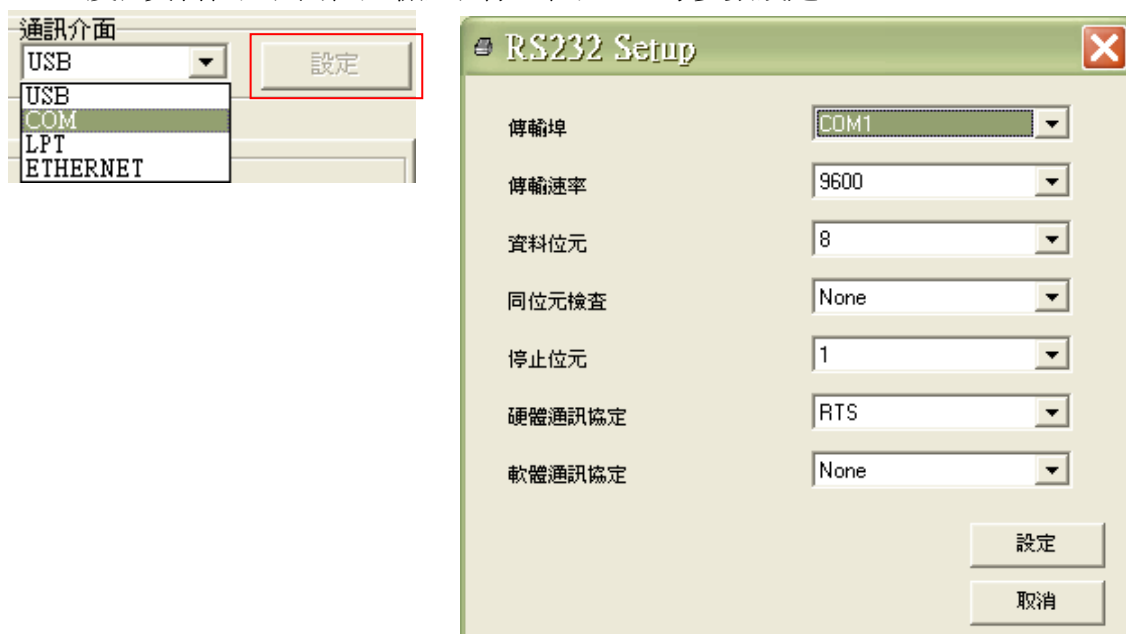 通訊介面
USB
設定
USB
COM
LPT
ETHERNET
RS232 Setup
傳輸埠
COM1
傳輸速率
9600
資料位元
8
同位元檢查
None
停止位元
1
硬體通訊協定
RTS
軟體通訊協定
None
設定
取消